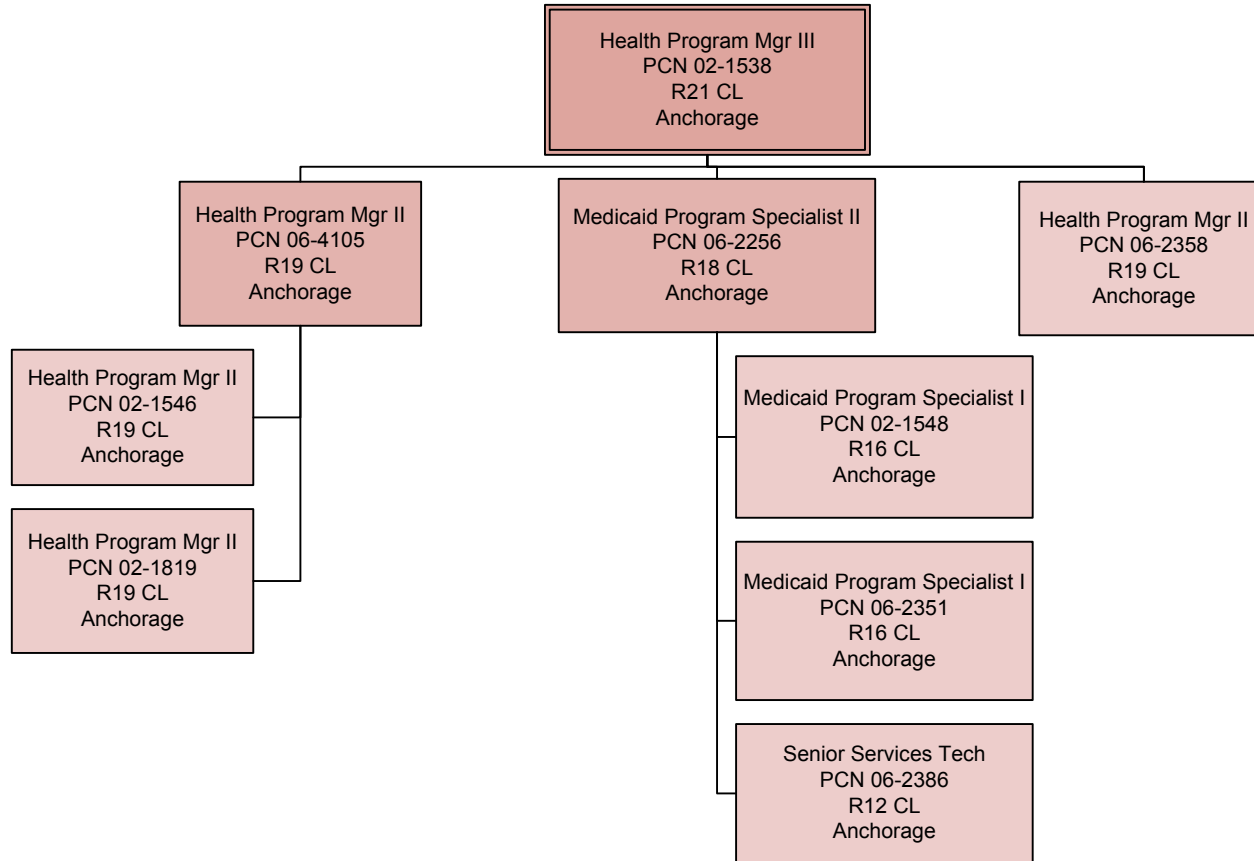 Health Program Mgr III
PCN 02-1538
R21 CL
Anchorage
Health Program Mgr II
PCN 06-4105
R19 CL
Anchorage
Medicaid Program Specialist II
PCN 06-2256
R18 CL
Anchorage
Health Program Mgr II
PCN 06-2358
R19 CL
Anchorage
Health Program Mgr II
PCN 02-1546
R19 CL
Anchorage
Health Program Mgr II
PCN 02-1819
R19 CL
Anchorage
Medicaid Program Specialist I
PCN 02-1548
R16 CL
Anchorage
Medicaid Program Specialist I
PCN 06-2351
R16 CL
Anchorage
Senior Services Tech
PCN 06-2386
R12 CL
Anchorage